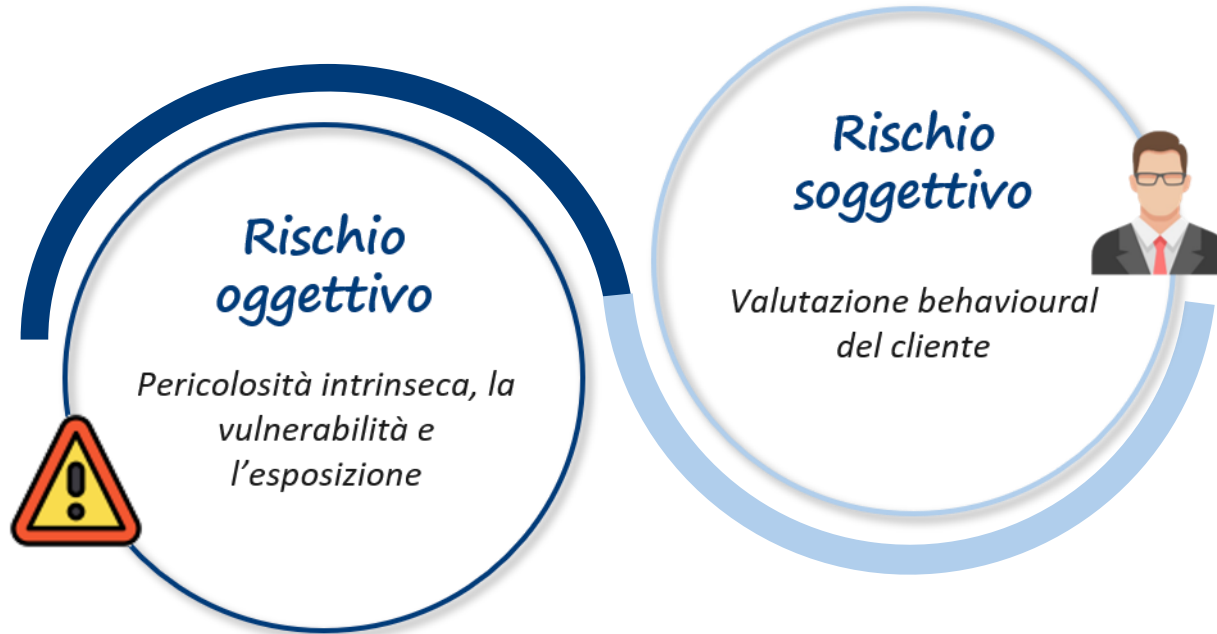 Rischio
oggettivo
Pericolosità intrinseca, la
vulnerabilità e
l'esposizione
Rischio
soggettivo
Valutazione behavioural
del cliente